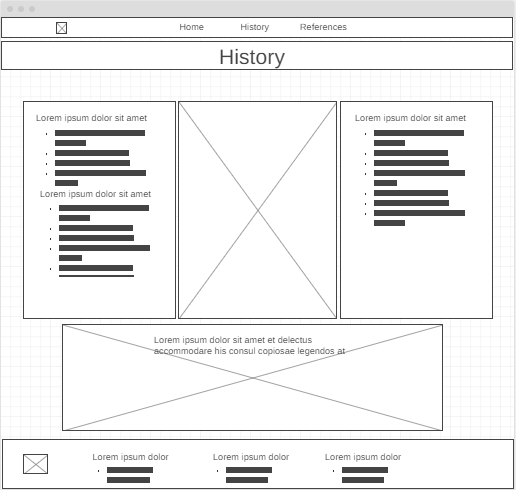 Home History References
History
Lorem ipsum dolor sit amet
Lorem ipsum dolor sit amet
Lorem ipsum dolor sit amet
Lorem ipsum dolor sit amet et delectus
accommodare his consul copiosae legendos at
Lorem ipsum dolor
Lorem ipsum dolor
Lorem ipsum dolor